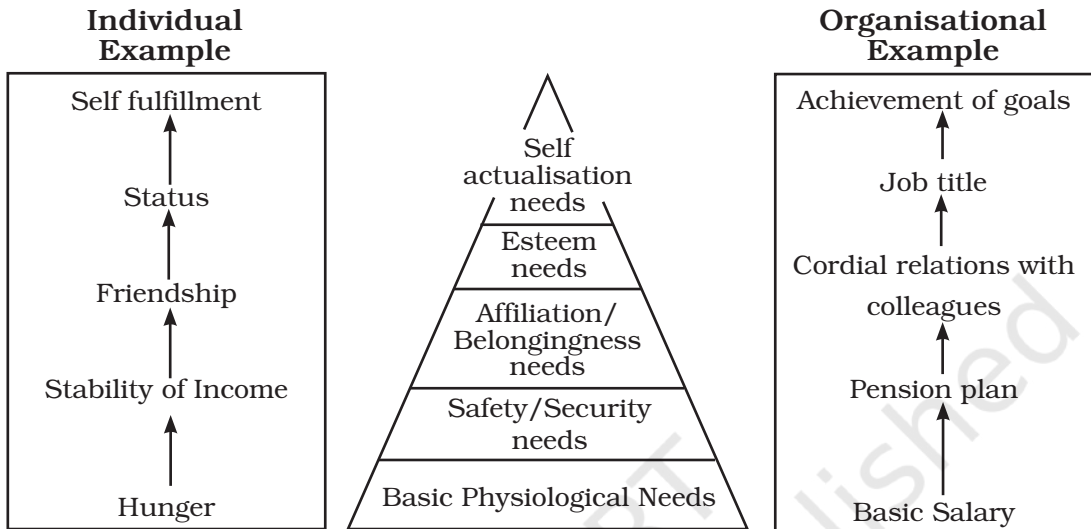 Individual
Example
Self fulfillment
Status
Friendship
Stability of Income
Hunger
Self
actualisation
needs
Esteem
needs
Affiliation/
Belongingness
needs
Safety/Security
needs
Basic Physiological Needs
Organisational
Example
Achievement of goals
Job title
Cordial relations with
colleagues
Pension plan
Basic Salary